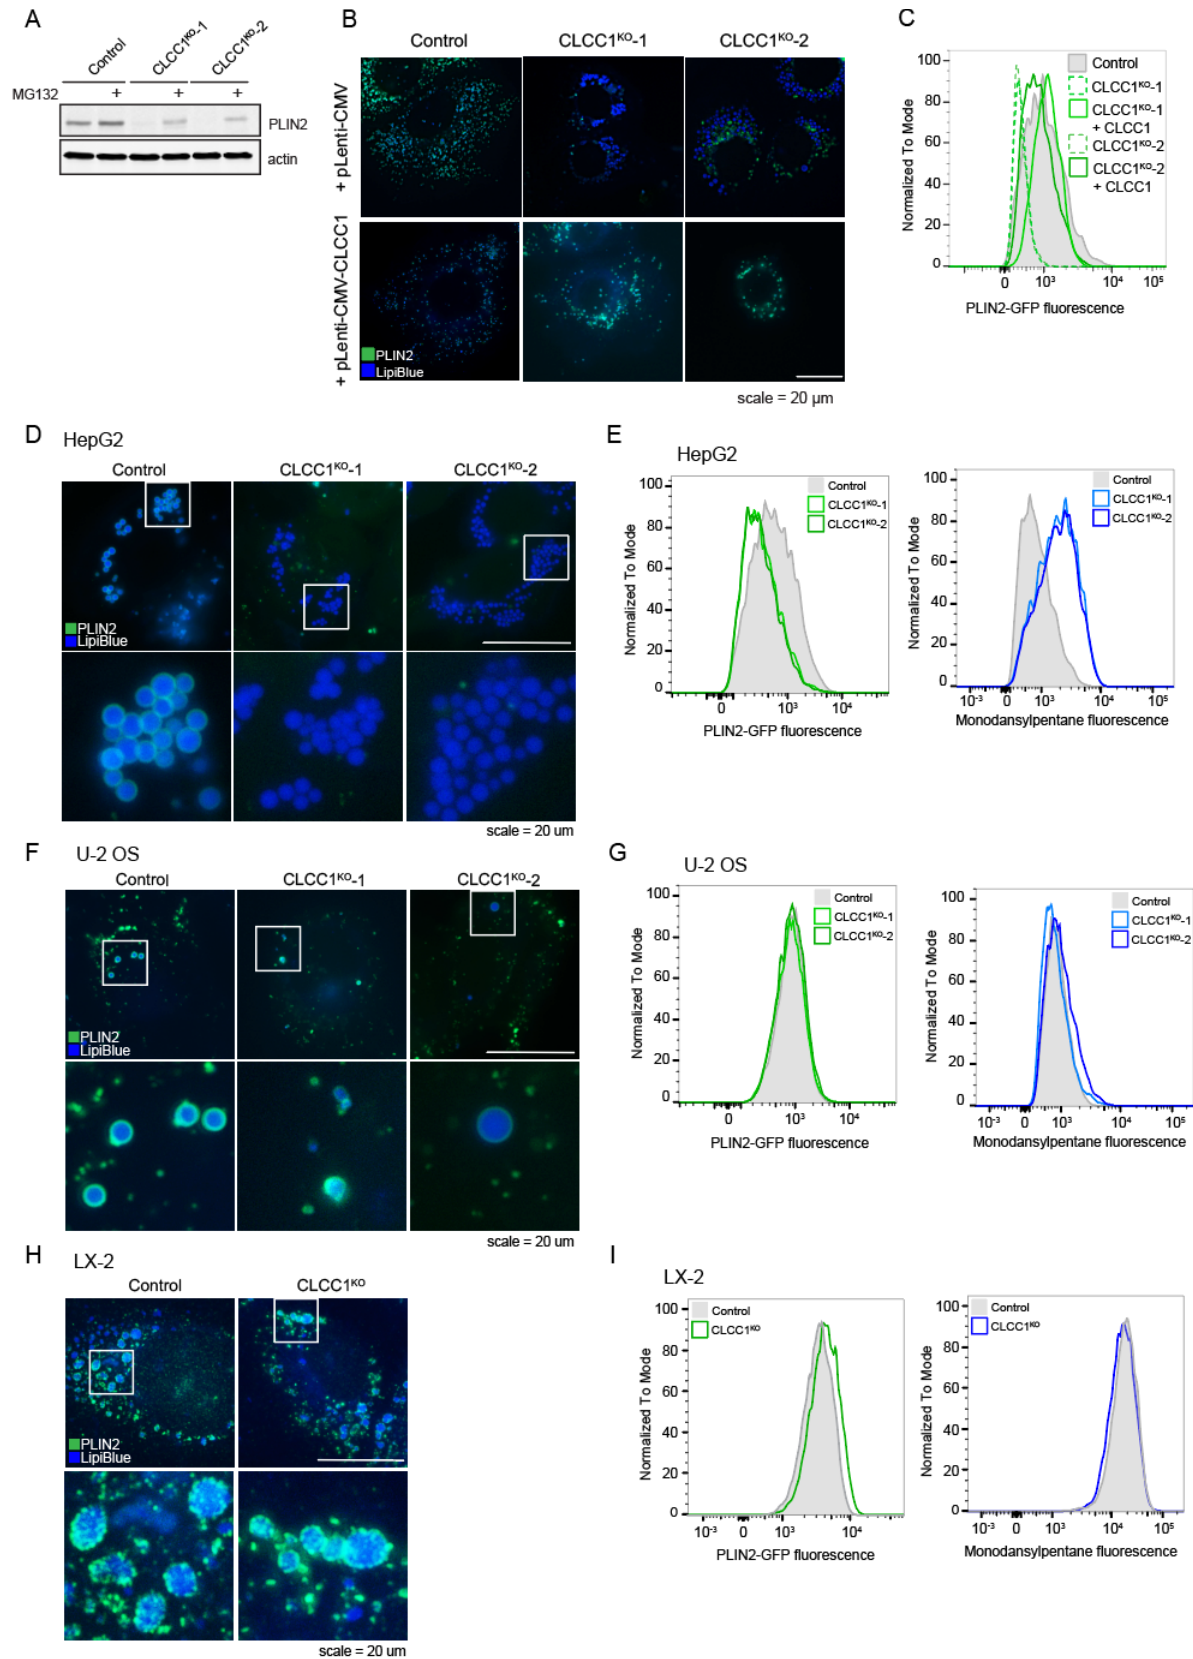 A
Control
CLCC1ᴷᴼ-1
CLCC1ᴷᴼ-2
MG132 + + +
PLIN2
actin
B
Control CLCC1ᴷᴼ-1 CLCC1ᴷᴼ-2
+ pLenti-CMV
+ pLenti-CMV-CLCC1
PLIN2
LipiBlue
scale = 20 µm
C
Normalized To Mode
100
80
60
40
20
0
Control
CLCC1ᴷᴼ-1
CLCC1ᴷᴼ-1
+ CLCC1
CLCC1ᴷᴼ-2
CLCC1ᴷᴼ-2
+ CLCC1
0 10³ 10⁴ 10⁵
PLIN2-GFP fluorescence
D HepG2
Control CLCC1ᴷᴼ-1 CLCC1ᴷᴼ-2
PLIN2
LipiBlue
scale = 20 um
E HepG2
Normalized To Mode
100
80
60
40
20
0
Control
CLCC1ᴷᴼ-1
CLCC1ᴷᴼ-2
0 10³ 10⁴
PLIN2-GFP fluorescence
Normalized To Mode
100
80
60
40
20
0
Control
CLCC1ᴷᴼ-1
CLCC1ᴷᴼ-2
10⁻³ 0 10³ 10⁴ 10⁵
Monodansylpentane fluorescence
F U-2 OS
Control CLCC1ᴷᴼ-1 CLCC1ᴷᴼ-2
PLIN2
LipiBlue
scale = 20 um
G U-2 OS
Normalized To Mode
100
80
60
40
20
0
Control
CLCC1ᴷᴼ-1
CLCC1ᴷᴼ-2
10⁻³ 0 10³ 10⁴
PLIN2-GFP fluorescence
Normalized To Mode
100
80
60
40
20
0
Control
CLCC1ᴷᴼ-1
CLCC1ᴷᴼ-2
10⁻³ 0 10³ 10⁴ 10⁵
Monodansylpentane fluorescence
H LX-2
Control CLCC1ᴷᴼ
PLIN2
LipiBlue
scale = 20 um
I LX-2
Normalized To Mode
100
80
60
40
20
0
Control
CLCC1ᴷᴼ
10⁻³ 0 10³ 10⁴
PLIN2-GFP fluorescence
Normalized To Mode
100
80
60
40
20
0
Control
CLCC1ᴷᴼ
10⁻³ 0 10³ 10⁴ 10⁵
Monodansylpentane fluorescence